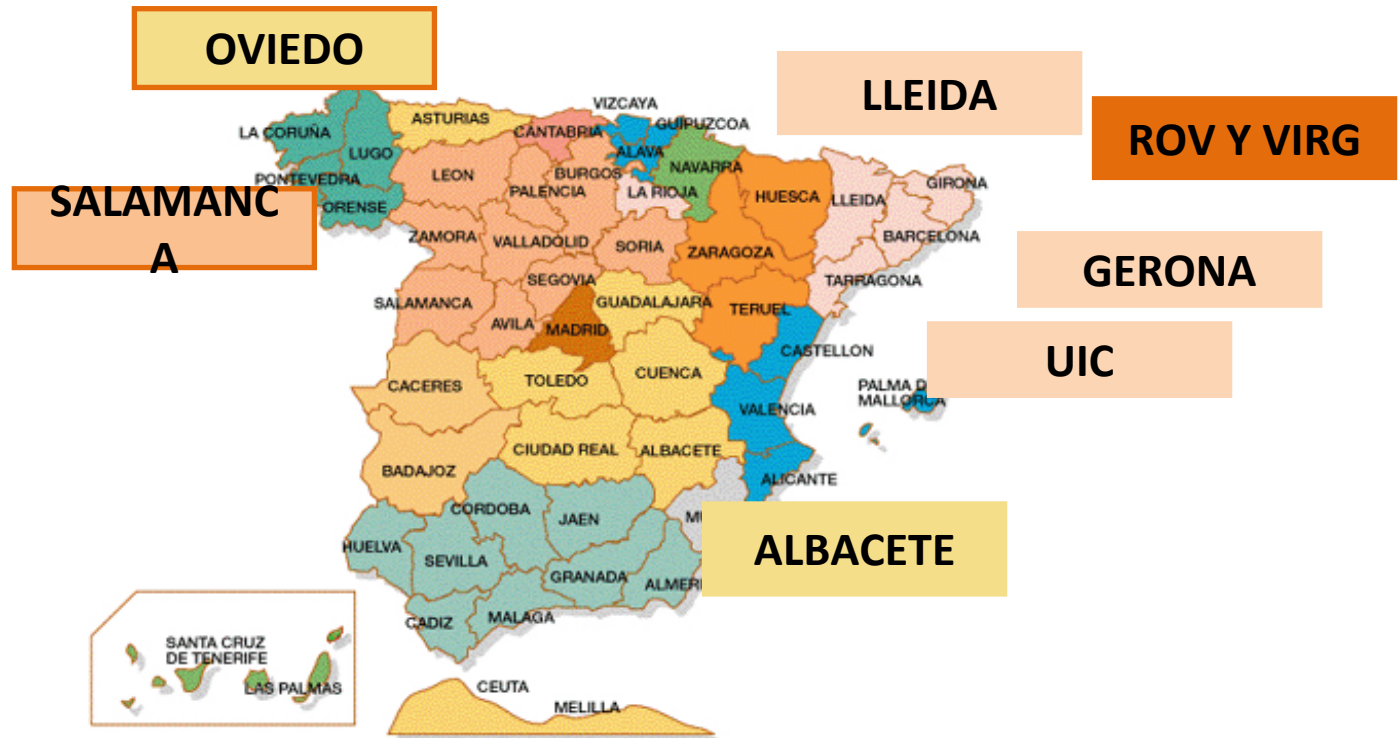 OVIEDO
LLEIDA
ROV Y VIRG
SALAMANC
A
GERONA
UIC
ALBACETE
VIZCAYA
GUIPUZCOA
ASTURIAS
CANTABRIA
LA CORUÑA
LUGO
ALAVA
NAVARRA
PONTEVEDRA
ORENSE
LEON
PALENCIA
BURGOS
LA RIOJA
HUESCA
LLEIDA
GIRONA
BARCELONA
TARRAGONA
ZAMORA
VALLADOLID
SORIA
ZARAGOZA
SEGOVIA
SALAMANCA
AVILA
MADRID
GUADALAJARA
TERUEL
CASTELLON
CACERES
TOLEDO
CUENCA
VALENCIA
PALMA D
MALLORCA
BADAJOZ
CIUDAD REAL
ALBACETE
ALICANTE
CORDOBA
JAEN
HUELVA
SEVILLA
GRANADA
ALMER
CADIZ
MALAGA
SANTA CRUZ
DE TENERIFE
LAS PALMAS
CEUTA
MELILLA